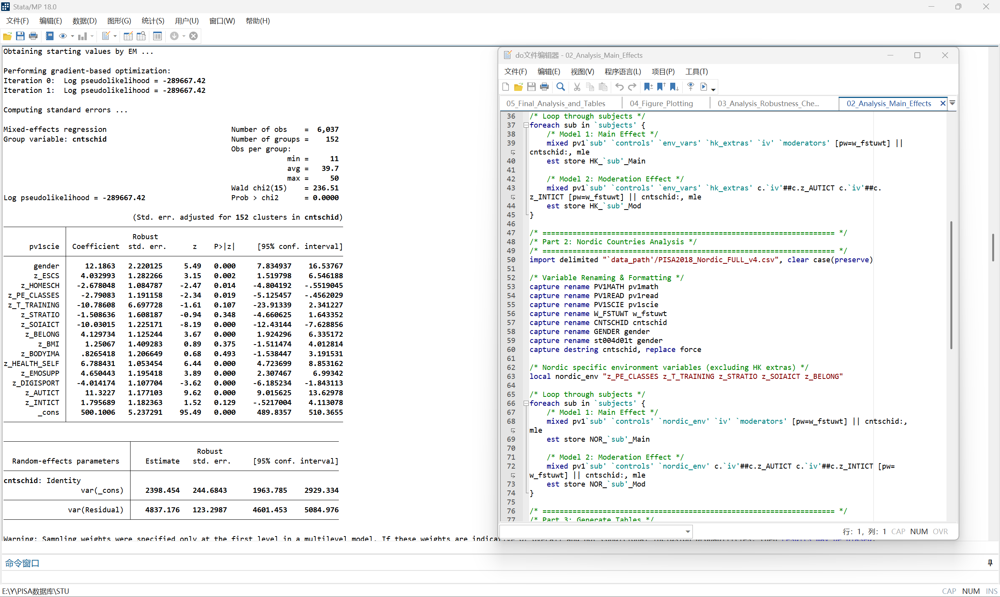 Stata/MP 18.0
文件(F) 编辑(E) 数据(D) 图形(G) 统计(S) 用户(U) 窗口(W) 帮助(H)
Obtaining starting values by EM ...
Performing gradient-based optimization:
Iteration 0:  Log pseudolikelihood = -289667.42
Iteration 1:  Log pseudolikelihood = -289667.42
Computing standard errors ...
Mixed-effects regression Number of obs = 6,037
Group variable: cntschid Number of groups = 152
Obs per group:
min = 11
avg = 39.7
max = 50
Wald chi2(15) = 236.51
Log pseudolikelihood = -289667.42 Prob > chi2 = 0.0000
(Std. err. adjusted for 152 clusters in cntschid)
Robust
pv1scie Coefficient std. err. z P>|z| [95% conf. interval]
gender 12.1863 2.220125 5.49 0.000 7.834937 16.53767
z_ESCS 4.032993 1.282266 3.15 0.002 1.519798 6.546188
z_HOMESCH -2.678048 1.084787 -2.47 0.014 -4.804192 -.5519045
z_PE_CLASSES -2.79083 1.191158 -2.34 0.019 -5.125457 -.4562029
z_T_TRAINING -10.78608 6.697728 -1.61 0.107 -23.91339 2.341227
z_STRATIO -1.508636 1.608187 -0.94 0.348 -4.660625 1.643352
z_SOIAICT -10.03015 1.225171 -8.19 0.000 -12.43144 -7.628856
z_BELONG 4.129734 1.125244 3.67 0.000 1.924296 6.335172
z_BMI 1.25067 1.409283 0.89 0.375 -1.511474 4.012814
z_BODYIMA .8265418 1.206649 0.68 0.493 -1.538447 3.191531
z_HEALTH_SELF 6.788431 1.053454 6.44 0.000 4.723699 8.853162
z_EMOSUPP 4.650443 1.195418 3.89 0.000 2.307467 6.99342
z_DIGISPORT -4.014174 1.107704 -3.62 0.000 -6.185234 -1.843113
z_AUTICT 11.3227 1.177103 9.62 0.000 9.015625 13.62978
z_INTICT 1.795689 1.182363 1.52 0.129 -.5217004 4.113078
_cons 500.1006 5.237291 95.49 0.000 489.8357 510.3655
Robust
Random-effects parameters Estimate std. err. [95% conf. interval]
cntschid: Identity
var(_cons) 2398.454 244.6843 1963.785 2929.334
var(Residual) 4837.176 123.2987 4601.453 5084.976
Warning: Sampling weights were specified only at the first level in a multilevel model. If these weights are indica
do文件编辑器 - 02_Analysis_Main_Effects
文件(F) 编辑(E) 视图(V) 程序语言(L) 项目(P) 工具(T)
05_Final_Analysis_and_Tables 04_Figure_Plotting 03_Analysis_Robustness_Che... 02_Analysis_Main_Effects
36 /* Loop through subjects */
37 foreach sub in `subjects' {
38 /* Model 1: Main Effect */
39 mixed pv1`sub' `controls' `env_vars' `hk_extras' `iv' `moderators' [pw=w_fstuwt] ||
cntschid:, mle
40 est store HK_`sub'_Main
41
42 /* Model 2: Moderation Effect */
43 mixed pv1`sub' `controls' `env_vars' `hk_extras' c.`iv'##c.z_AUTICT c.`iv'##c.
z_INTICT [pw=w_fstuwt] || cntschid:, mle
44 est store HK_`sub'_Mod
45 }
46
47 /* ==================================================================== */
48 /* Part 2: Nordic Countries Analysis */
49 /* ==================================================================== */
50 import delimited "`data_path'/PISA2018_Nordic_FULL_v4.csv", clear case(preserve)
51
52 /* Variable Renaming & Formatting */
53 capture rename PV1MATH pv1math
54 capture rename PV1READ pv1read
55 capture rename PV1SCIE pv1scie
56 capture rename W_FSTUWT w_fstuwt
57 capture rename CNTSCHID cntschid
58 capture rename GENDER gender
59 capture rename st004d01t gender
60 capture destring cntschid, replace force
61
62 /* Nordic specific environment variables (excluding HK extras) */
63 local nordic_env "z_PE_CLASSES z_T_TRAINING z_STRATIO z_SOIAICT z_BELONG"
64
65 /* Loop through subjects */
66 foreach sub in `subjects' {
67 /* Model 1: Main Effect */
68 mixed pv1`sub' `controls' `nordic_env' `iv' `moderators' [pw=w_fstuwt] || cntschid:,
mle
69 est store NOR_`sub'_Main
70
71 /* Model 2: Moderation Effect */
72 mixed pv1`sub' `controls' `nordic_env' c.`iv'##c.z_AUTICT c.`iv'##c.z_INTICT [pw=
w_fstuwt] || cntschid:, mle
73 est store NOR_`sub'_Mod
74 }
75
76 /* ==================================================================== */
77 /* Part 3: Generate Tables */
行: 1, 列: 1 CAP NUM OVR
命令窗口
E:\Y\PISA数据库\STU CAP NUM INS